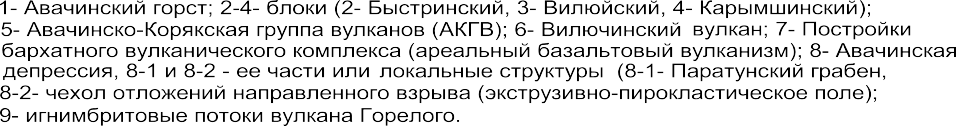 1- Авачинский горст; 2-4- блоки (2- Быстринский, 3- Вилюйский, 4- Карымшинский);
5- Авачинско-Корякская группа вулканов (АКГВ); 6- Вилючинский вулкан; 7- Постройки
бархатного вулканического комплекса (ареальный базальтовый вулканизм); 8- Авачинская
депрессия, 8-1 и 8-2 - ее части или локальные структуры (8-1- Паратунский грабен,
8-2- чехол отложений направленного взрыва (экструзивно-пирокластическое поле);
9- игнимбритовые потоки вулкана Горелого.